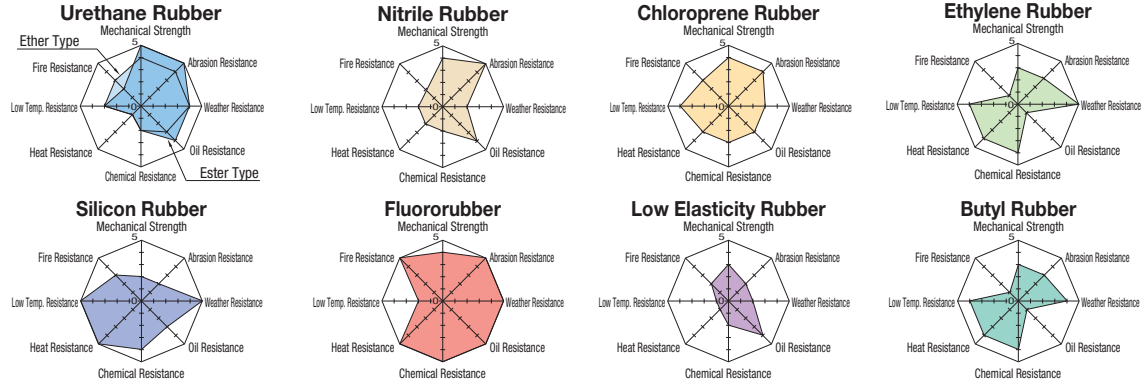 Urethane Rubber
Mechanical Strength
5
Ether Type
Fire Resistance
Abrasion Resistance
Low Temp. Resistance
0
Weather Resistance
Heat Resistance
Oil Resistance
Chemical Resistance
Ester Type
Nitrile Rubber
Mechanical Strength
5
Fire Resistance
Abrasion Resistance
Low Temp. Resistance
0
Weather Resistance
Heat Resistance
Oil Resistance
Chemical Resistance
Chloroprene Rubber
Mechanical Strength
5
Fire Resistance
Abrasion Resistance
Low Temp. Resistance
0
Weather Resistance
Heat Resistance
Oil Resistance
Chemical Resistance
Ethylene Rubber
Mechanical Strength
5
Fire Resistance
Abrasion Resistance
Low Temp. Resistance
0
Weather Resistance
Heat Resistance
Oil Resistance
Chemical Resistance
Silicon Rubber
Mechanical Strength
5
Fire Resistance
Abrasion Resistance
Low Temp. Resistance
0
Weather Resistance
Heat Resistance
Oil Resistance
Chemical Resistance
Fluororubber
Mechanical Strength
5
Fire Resistance
Abrasion Resistance
Low Temp. Resistance
0
Weather Resistance
Heat Resistance
Oil Resistance
Chemical Resistance
Low Elasticity Rubber
Mechanical Strength
5
Fire Resistance
Abrasion Resistance
Low Temp. Resistance
0
Weather Resistance
Heat Resistance
Oil Resistance
Chemical Resistance
Butyl Rubber
Mechanical Strength
5
Fire Resistance
Abrasion Resistance
Low Temp. Resistance
0
Weather Resistance
Heat Resistance
Oil Resistance
Chemical Resistance